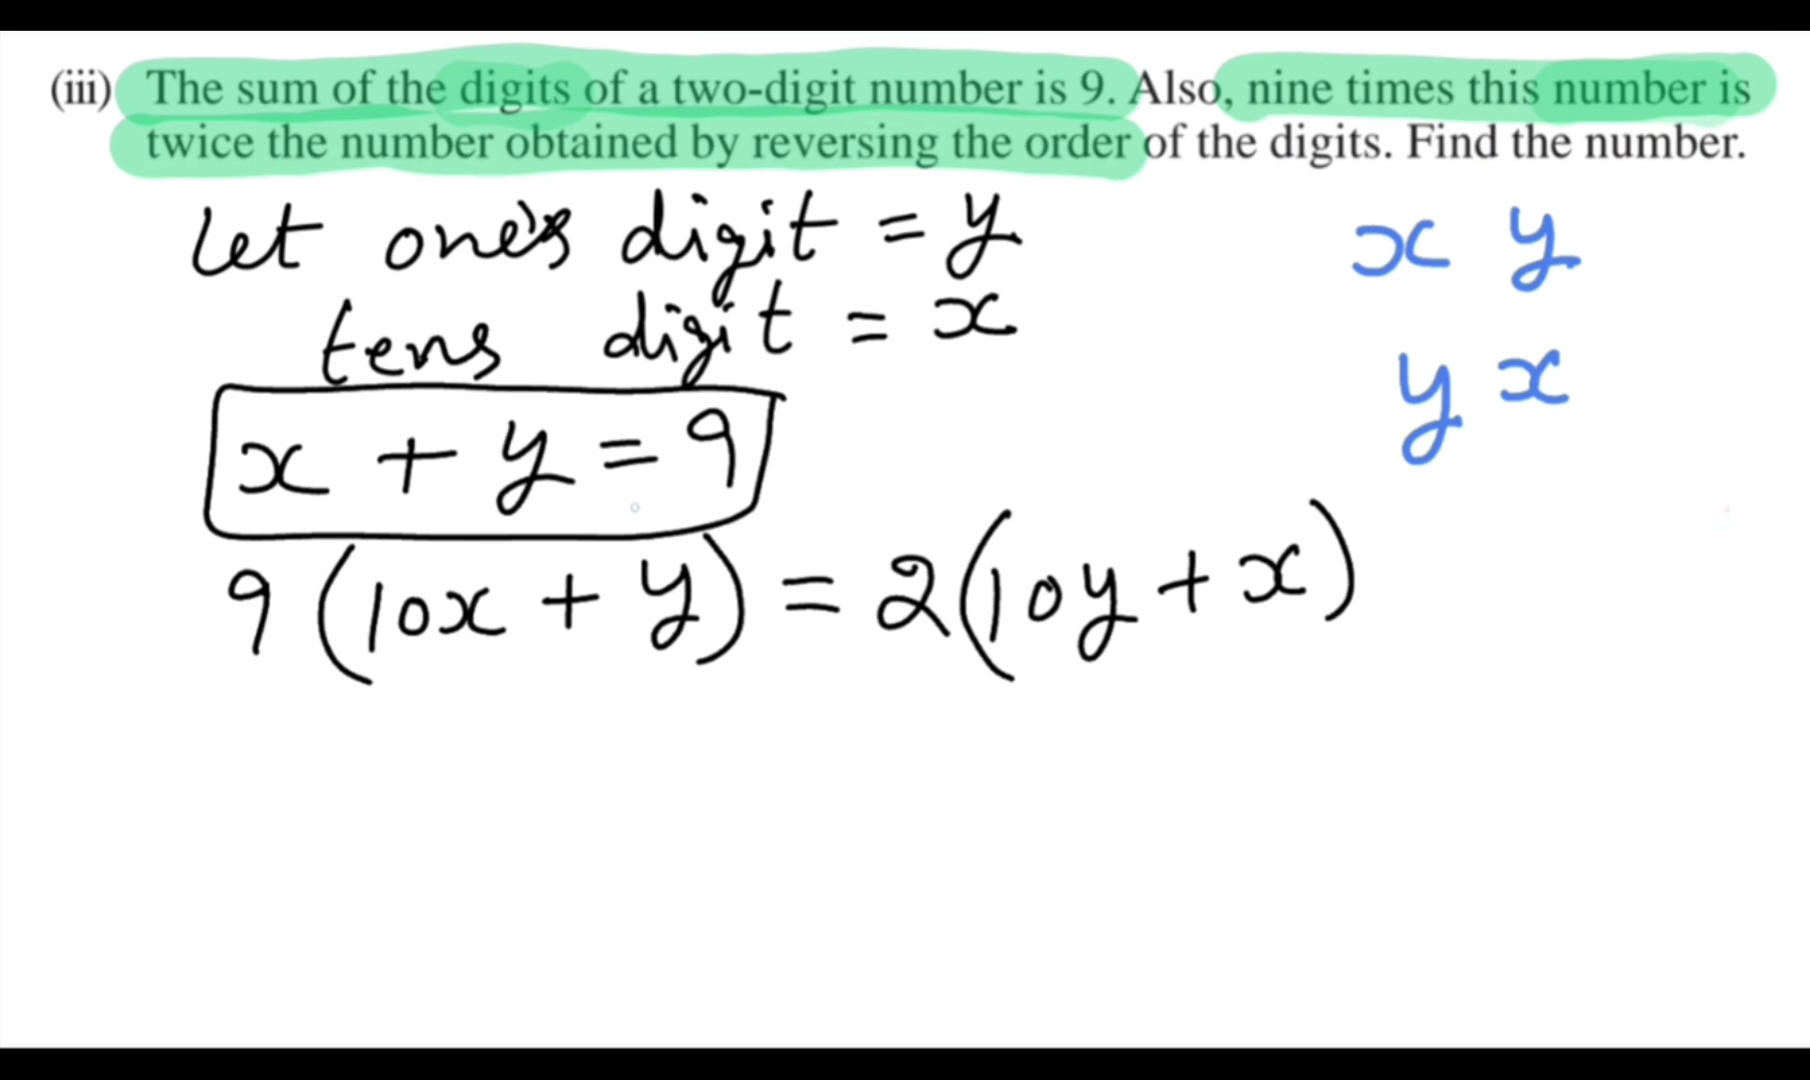 (iii) The sum of the digits of a two-digit number is 9. Also, nine times this number is
twice the number obtained by reversing the order of the digits. Find the number.
Let one's digit = y
tens digit = x
x + y = 9
9(10x + y) = 2(10y + x)
x y
y x